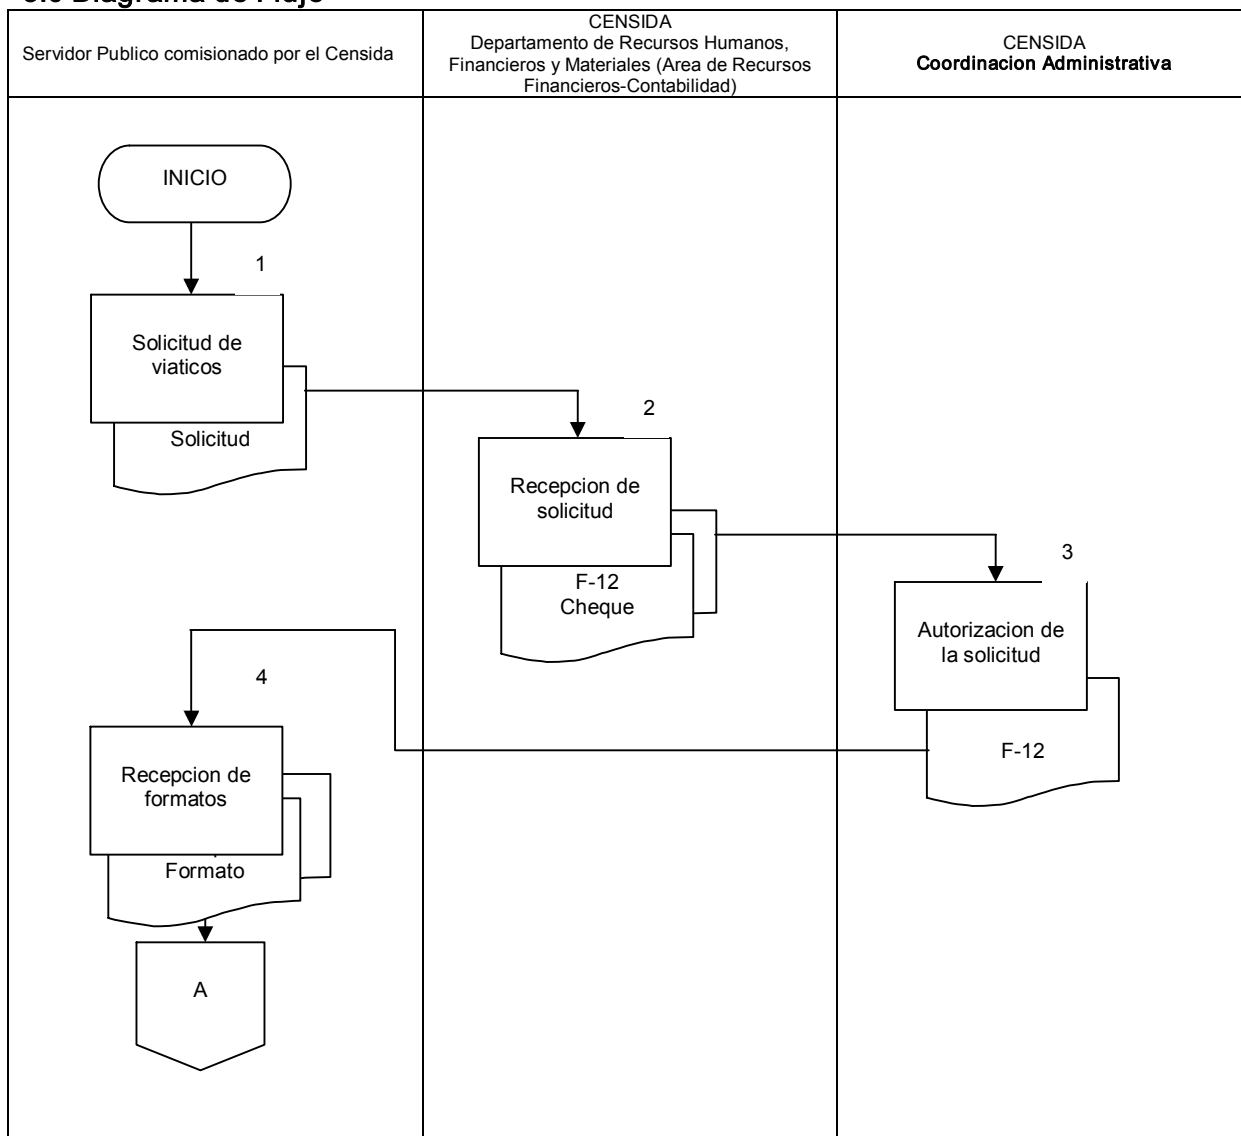 Servidor Publico comisionado por el Censida
CENSIDA
Departamento de Recursos Humanos,
Financieros y Materiales (Area de Recursos
Financieros-Contabilidad)
CENSIDA
Coordinacion Administrativa
INICIO
1
Solicitud de
viaticos
Solicitud
2
Recepcion de
solicitud
F-12
Cheque
3
Autorizacion de
la solicitud
F-12
4
Recepcion de
formatos
Formato
A